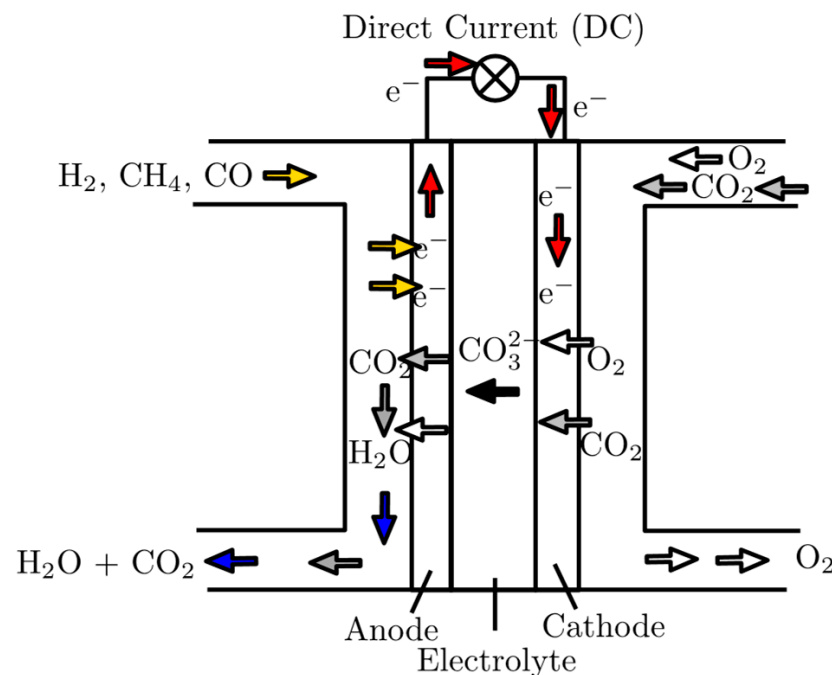 Direct Current (DC)
e⁻
e⁻
H₂, CH₄, CO
O₂
CO₂
e⁻
e⁻
e⁻
e⁻
CO₂
CO₃²⁻
O₂
H₂O
CO₂
H₂O + CO₂
O₂
Anode
Cathode
Electrolyte